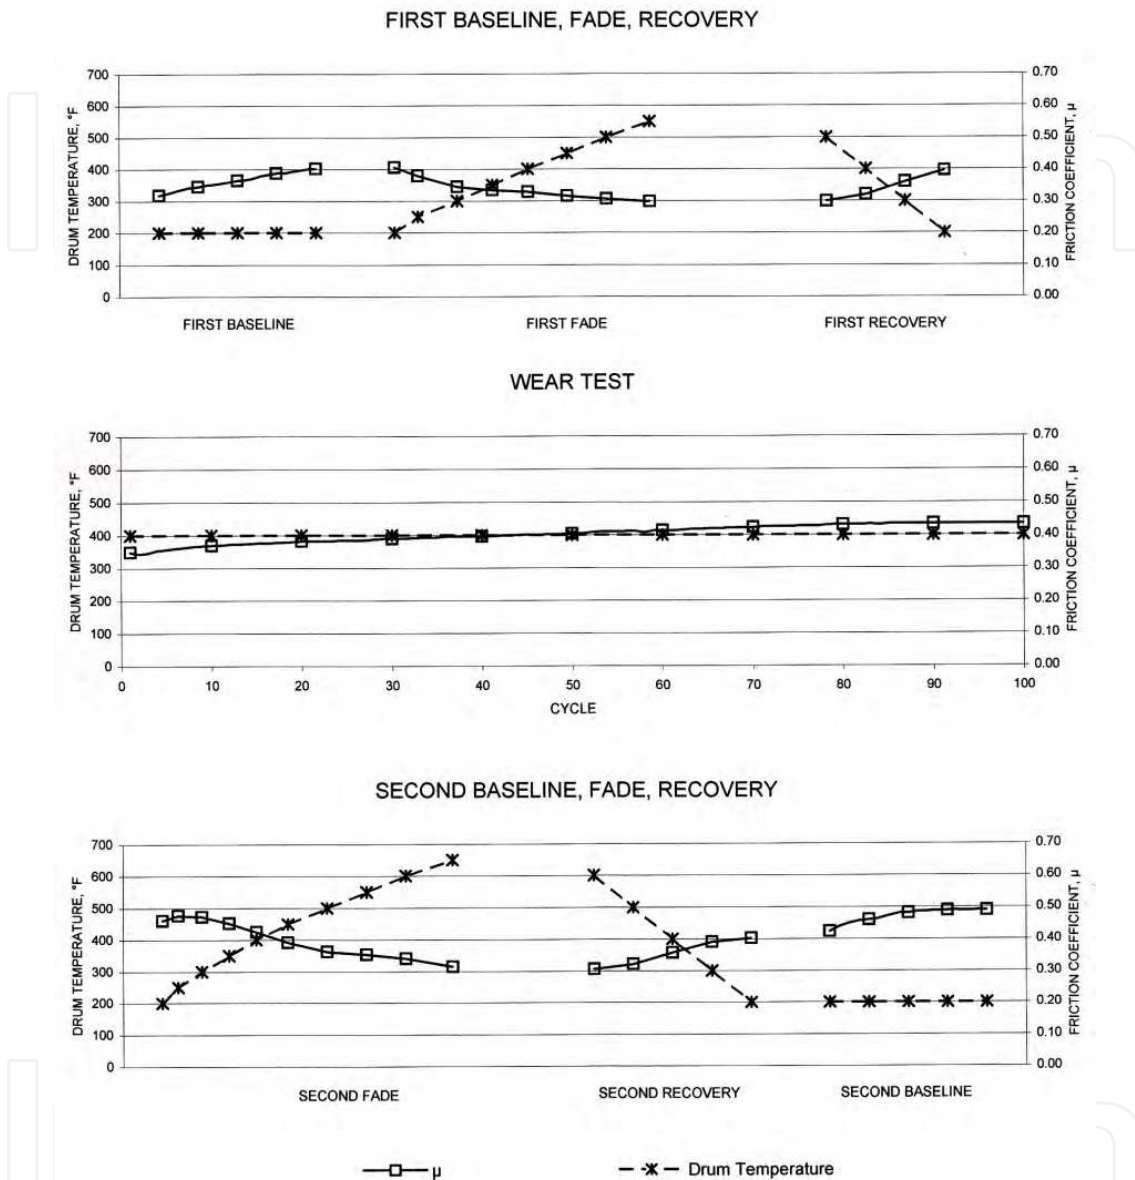 FIRST BASELINE, FADE, RECOVERY
DRUM TEMPERATURE, °F
700
600
500
400
300
200
100
0
0.70
0.60
0.50
0.40
0.30
0.20
0.10
0.00
FRICTION COEFFICIENT, µ
FIRST BASELINE
FIRST FADE
FIRST RECOVERY
WEAR TEST
DRUM TEMPERATURE, °F
700
600
500
400
300
200
100
0
0.70
0.60
0.50
0.40
0.30
0.20
0.10
0.00
FRICTION COEFFICIENT, µ
0 10 20 30 40 50 60 70 80 90 100
CYCLE
SECOND BASELINE, FADE, RECOVERY
DRUM TEMPERATURE, °F
700
600
500
400
300
200
100
0
0.70
0.60
0.50
0.40
0.30
0.20
0.10
0.00
FRICTION COEFFICIENT, µ
SECOND FADE
SECOND RECOVERY
SECOND BASELINE
µ
Drum Temperature